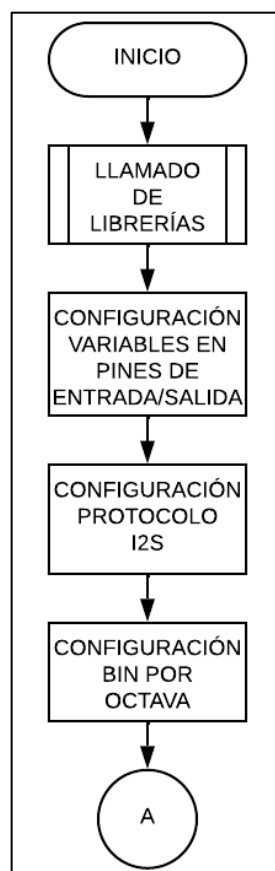 INICIO
LLAMADO
DE
LIBRERÍAS
CONFIGURACIÓN
VARIABLES EN
PINES DE
ENTRADA/SALIDA
CONFIGURACIÓN
PROTOCOLO
I2S
CONFIGURACIÓN
BIN POR
OCTAVA
A